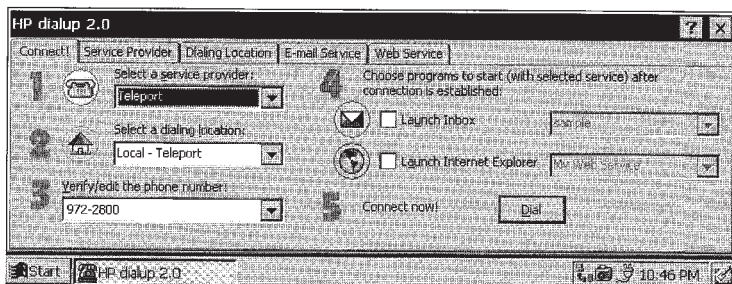 HP dialup 2.0
? X
Connect! Service Provider Dialing Location E-mail Service Web Service
1 Select a service provider:
Teleport
2 Select a dialing location:
Local - Teleport
3 Verify/edit the phone number:
972-2800
4 Choose programs to start (with selected service) after
connection is established:
Launch Inbox sample
Launch Internet Explorer My Web Service
5 Connect now! Dial
Start HP dialup 2.0 10:46 PM